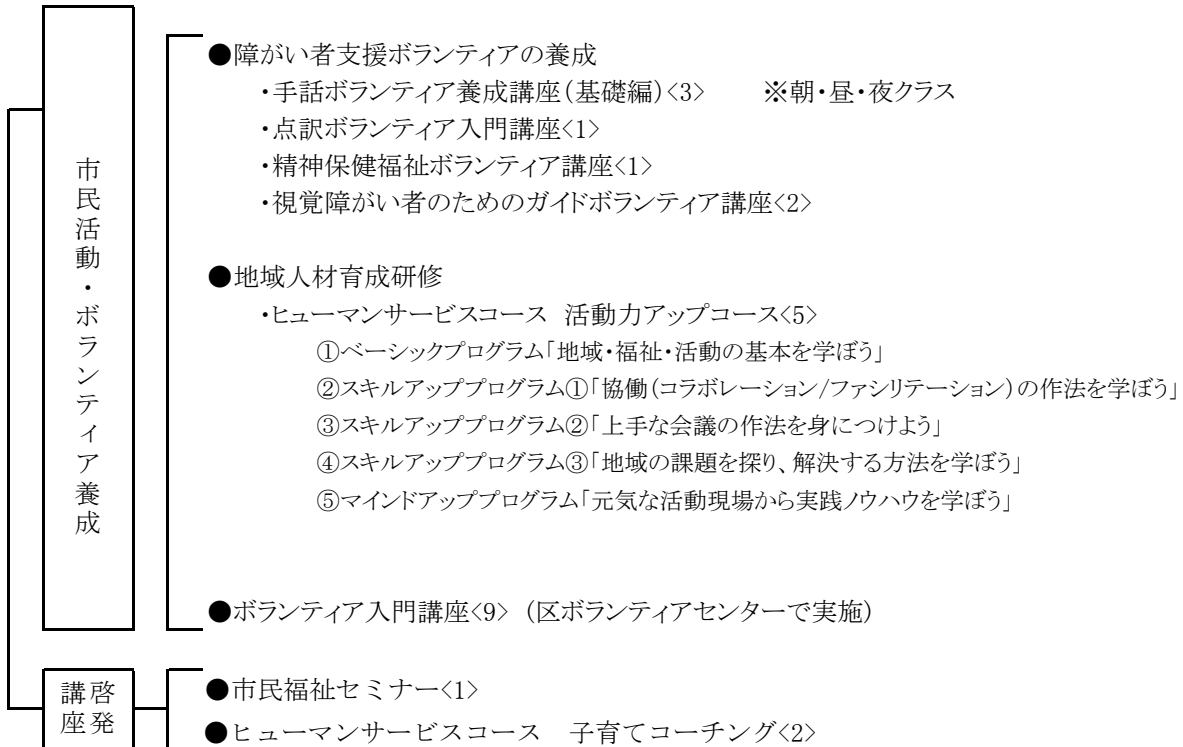 市民活動・ボランティア養成
●障がい者支援ボランティアの養成
・手話ボランティア養成講座(基礎編)<3>　※朝・昼・夜クラス
・点訳ボランティア入門講座<1>
・精神保健福祉ボランティア講座<1>
・視覚障がい者のためのガイドボランティア講座<2>
●地域人材育成研修
・ヒューマンサービスコース 活動力アップコース<5>
①ベーシックプログラム「地域・福祉・活動の基本を学ぼう」
②スキルアッププログラム①「協働(コラボレーション/ファシリテーション)の作法を学ぼう」
③スキルアッププログラム②「上手な会議の作法を身につけよう」
④スキルアッププログラム③「地域の課題を探り、解決する方法を学ぼう」
⑤マインドアッププログラム「元気な活動現場から実践ノウハウを学ぼう」
●ボランティア入門講座<9> (区ボランティアセンターで実施)
啓発講座
●市民福祉セミナー<1>
●ヒューマンサービスコース　子育てコーチング<2>